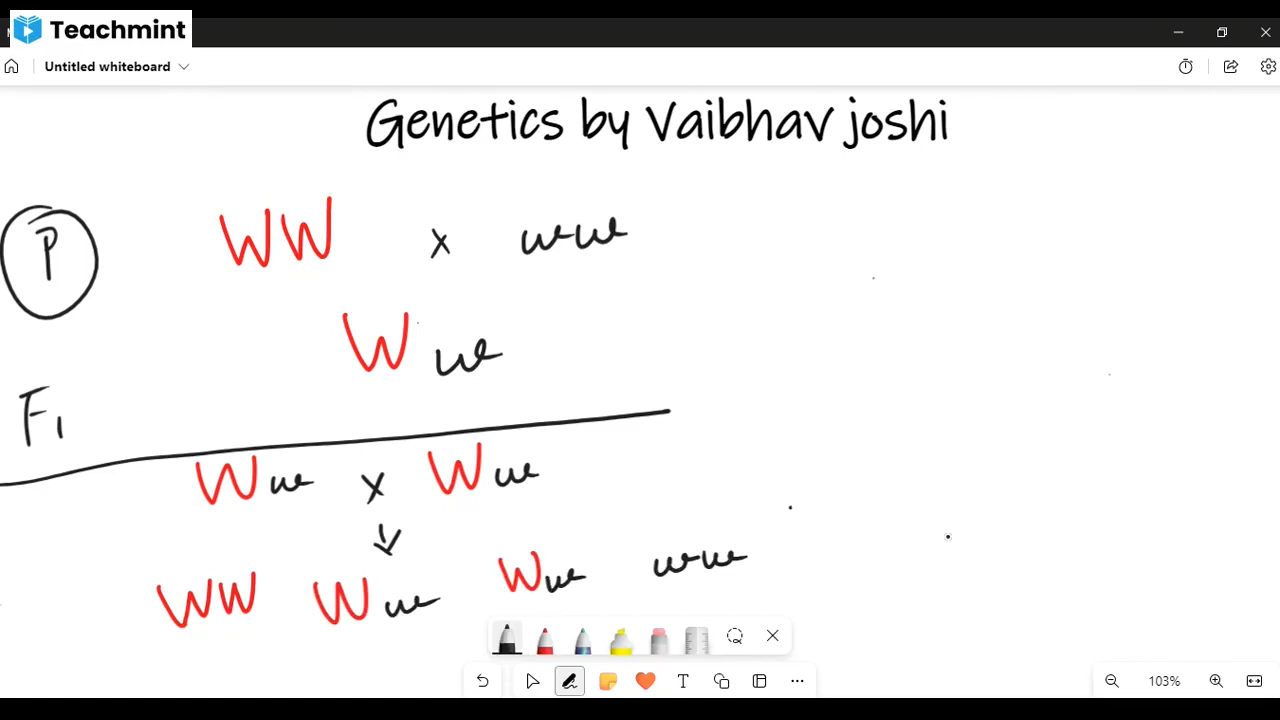 Teachmint
Untitled whiteboard
Genetics by Vaibhav joshi
P
WW x ww
Ww
F1
Ww x Ww
WW Ww Ww ww
103%